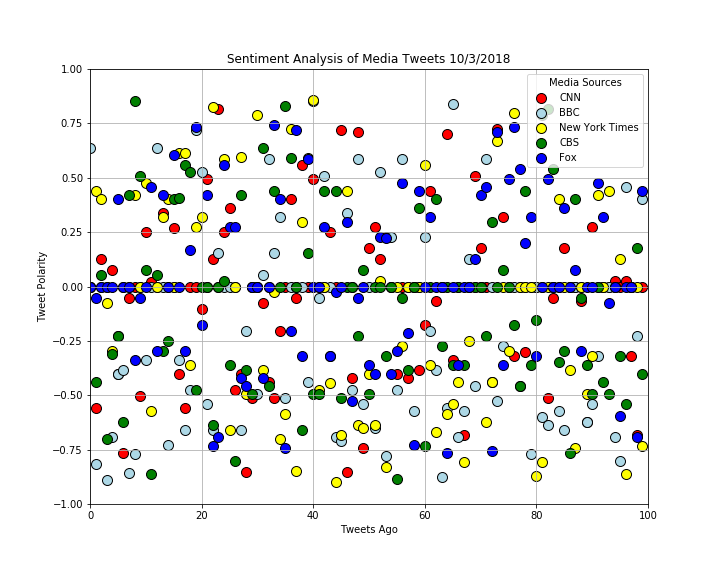 Sentiment Analysis of Media Tweets 10/3/2018
Media Sources
CNN
BBC
New York Times
CBS
Fox
Tweet Polarity
1.00
0.75
0.50
0.25
0.00
−0.25
−0.50
−0.75
−1.00
0 20 40 60 80 100
Tweets Ago